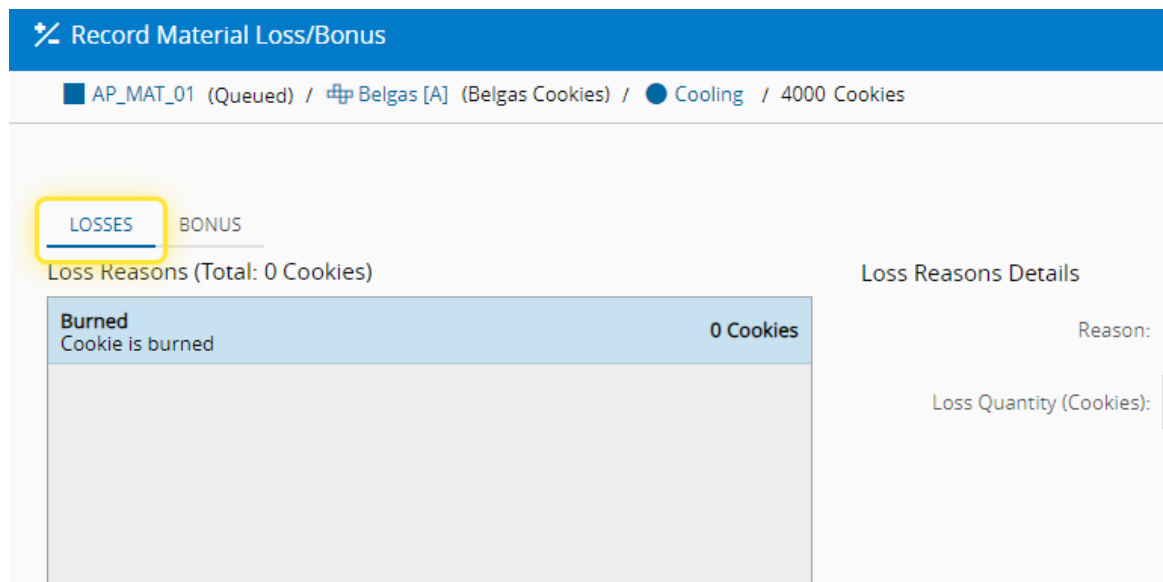 Record Material Loss/Bonus
AP_MAT_01 (Queued) / Belgas [A] (Belgas Cookies) / Cooling / 4000 Cookies
LOSSES BONUS
Loss Reasons (Total: 0 Cookies)
Loss Reasons Details
Burned
Cookie is burned
0 Cookies
Reason:
Loss Quantity (Cookies):